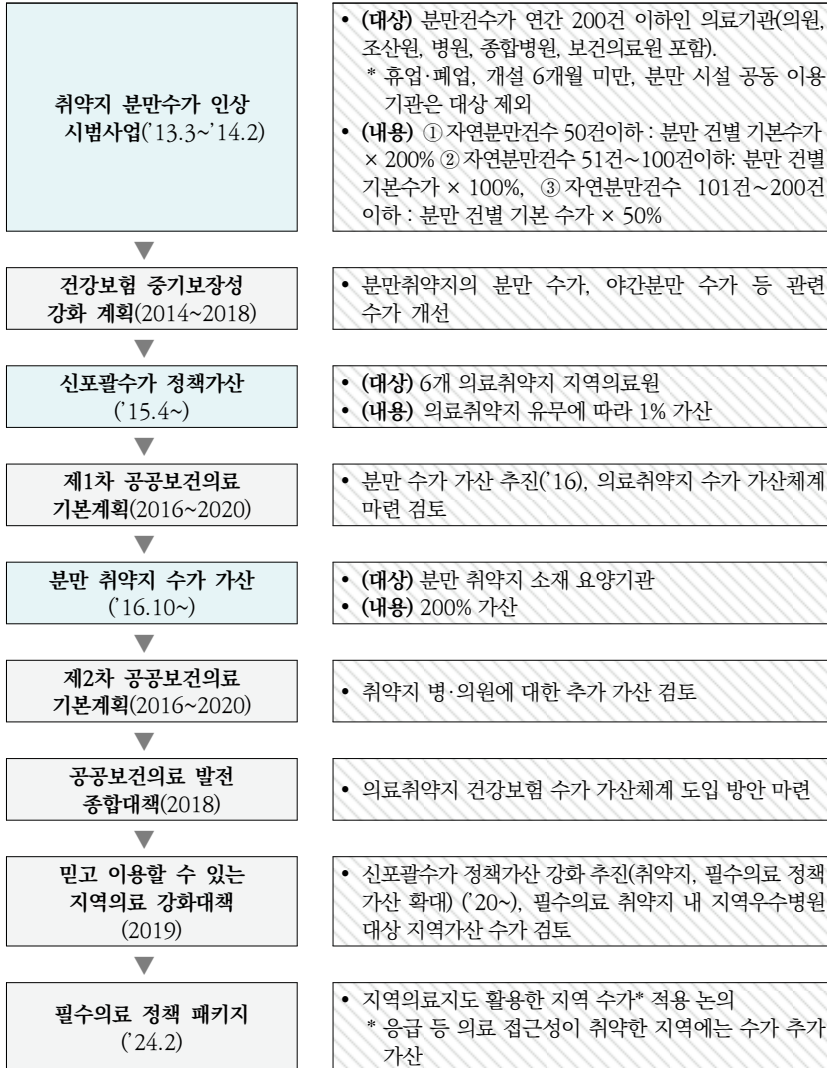 취약지 분만수가 인상
시범사업('13.3~'14.2)
• (대상) 분만건수가 연간 200건 이하인 의료기관(의원,
조산원, 병원, 종합병원, 보건의료원 포함).
* 휴업·폐업, 개설 6개월 미만, 분만 시설 공동 이용
기관은 대상 제외
• (내용) ① 자연분만건수 50건이하 : 분만 건별 기본수가
× 200% ② 자연분만건수 51건~100건이하: 분만 건별
기본수가 × 100%, ③ 자연분만건수 101건~200건
이하 : 분만 건별 기본 수가 × 50%
건강보험 중기보장성
강화 계획(2014~2018)
• 분만취약지의 분만 수가, 야간분만 수가 등 관련
수가 개선
신포괄수가 정책가산
('15.4~)
• (대상) 6개 의료취약지 지역의료원
• (내용) 의료취약지 유무에 따라 1% 가산
제1차 공공보건의료
기본계획(2016~2020)
• 분만 수가 가산 추진('16), 의료취약지 수가 가산체계
마련 검토
분만 취약지 수가 가산
('16.10~)
• (대상) 분만 취약지 소재 요양기관
• (내용) 200% 가산
제2차 공공보건의료
기본계획(2016~2020)
• 취약지 병·의원에 대한 추가 가산 검토
공공보건의료 발전
종합대책(2018)
• 의료취약지 건강보험 수가 가산체계 도입 방안 마련
믿고 이용할 수 있는
지역의료 강화대책
(2019)
• 신포괄수가 정책가산 강화 추진(취약지, 필수의료 정책
가산 확대) ('20~), 필수의료 취약지 내 지역우수병원
대상 지역가산 수가 검토
필수의료 정책 패키지
('24.2)
• 지역의료지도 활용한 지역 수가* 적용 논의
* 응급 등 의료 접근성이 취약한 지역에는 수가 추가
가산